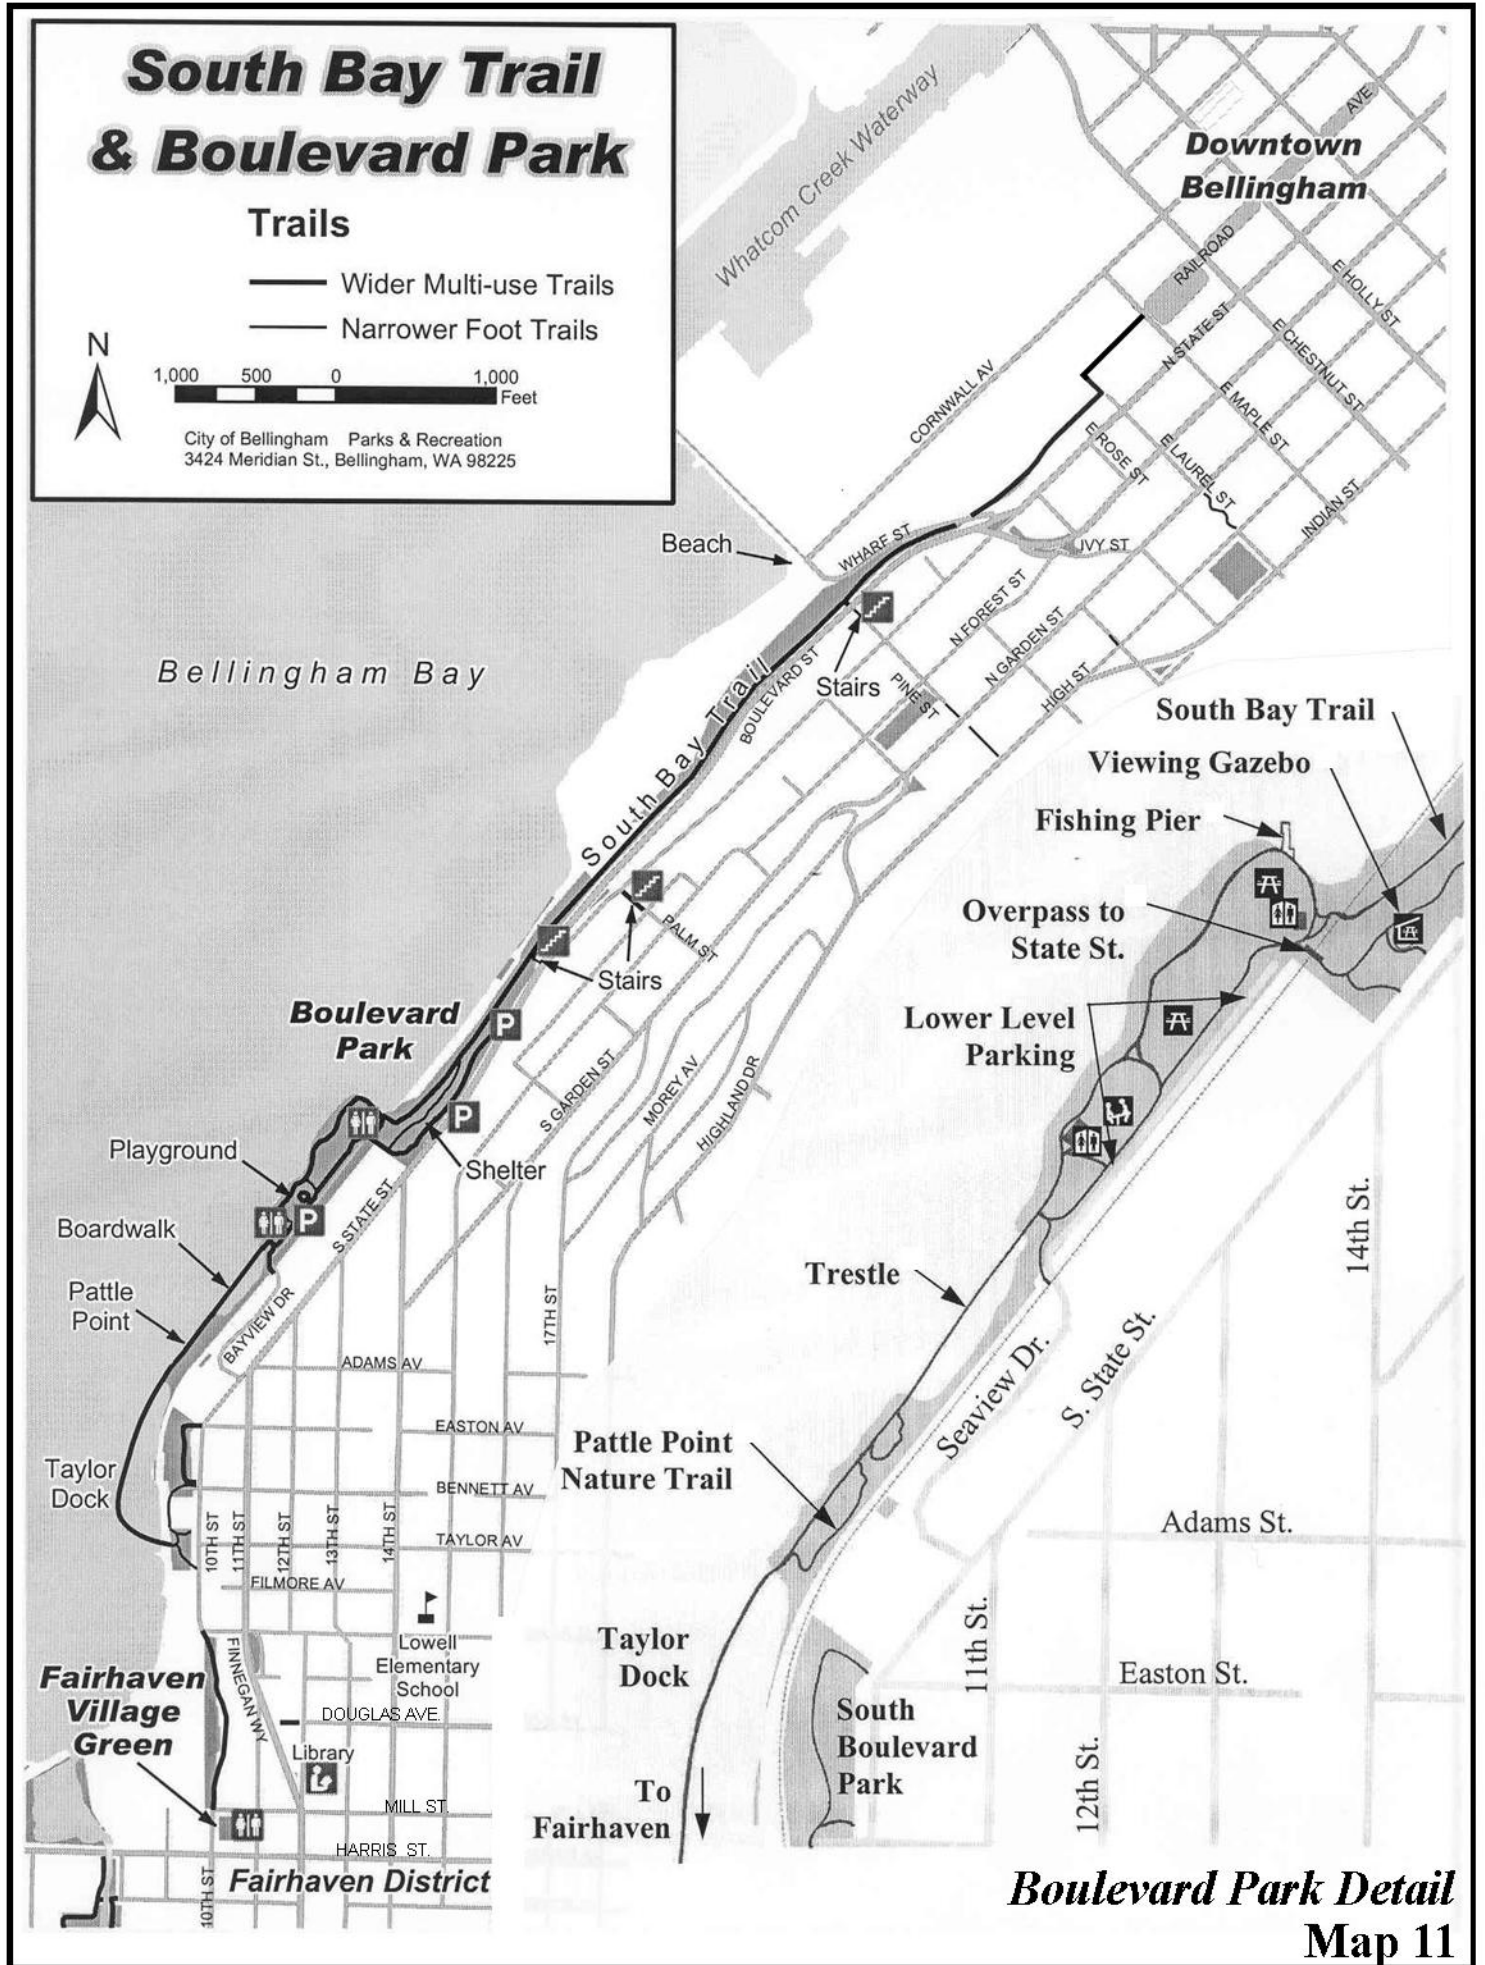 South Bay Trail
& Boulevard Park
Trails
Wider Multi-use Trails
Narrower Foot Trails
N
1,000 500 0 1,000
Feet
City of Bellingham Parks & Recreation
3424 Meridian St., Bellingham, WA 98225
Whatcom Creek Waterway
Downtown
Bellingham
AVE
RAILROAD
E HOLLY ST
N STATE ST
E CHESTNUT ST
CORNWALL AV
E MAPLE ST
E ROSE ST
E LAUREL ST
INDIAN ST
Beach
WHARF ST
IVY ST
N FOREST ST
N GARDEN ST
Bellingham Bay
Stairs
BOULEVARD ST
PINE ST
HIGH ST
South Bay Trail
PALM ST
Stairs
Boulevard
Park
P
P
S GARDEN ST
MOREY AV
HIGHLAND DR
Playground
Shelter
Boardwalk
P
S STATE ST
Pattle
Point
BAYVIEW DR
17TH ST
ADAMS AV
EASTON AV
Taylor
Dock
BENNETT AV
10TH ST
11TH ST
12TH ST
13TH ST
14TH ST
TAYLOR AV
FILMORE AV
Lowell
Elementary
School
FINNEGAN WY
Fairhaven
Village
Green
DOUGLAS AVE.
Library
MILL ST.
HARRIS ST.
Fairhaven District
10TH ST
South Bay Trail
Viewing Gazebo
Fishing Pier
Overpass to
State St.
Lower Level
Parking
14th St.
Trestle
Seaview Dr.
S. State St.
Pattle Point
Nature Trail
Adams St.
11th St.
Taylor
Dock
Easton St.
South
Boulevard
Park
12th St.
To
Fairhaven
Boulevard Park Detail
Map 11